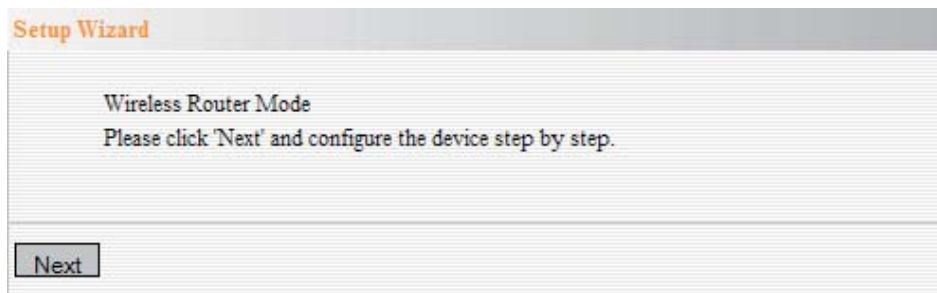 Setup Wizard
Wireless Router Mode
Please click 'Next' and configure the device step by step.
Next